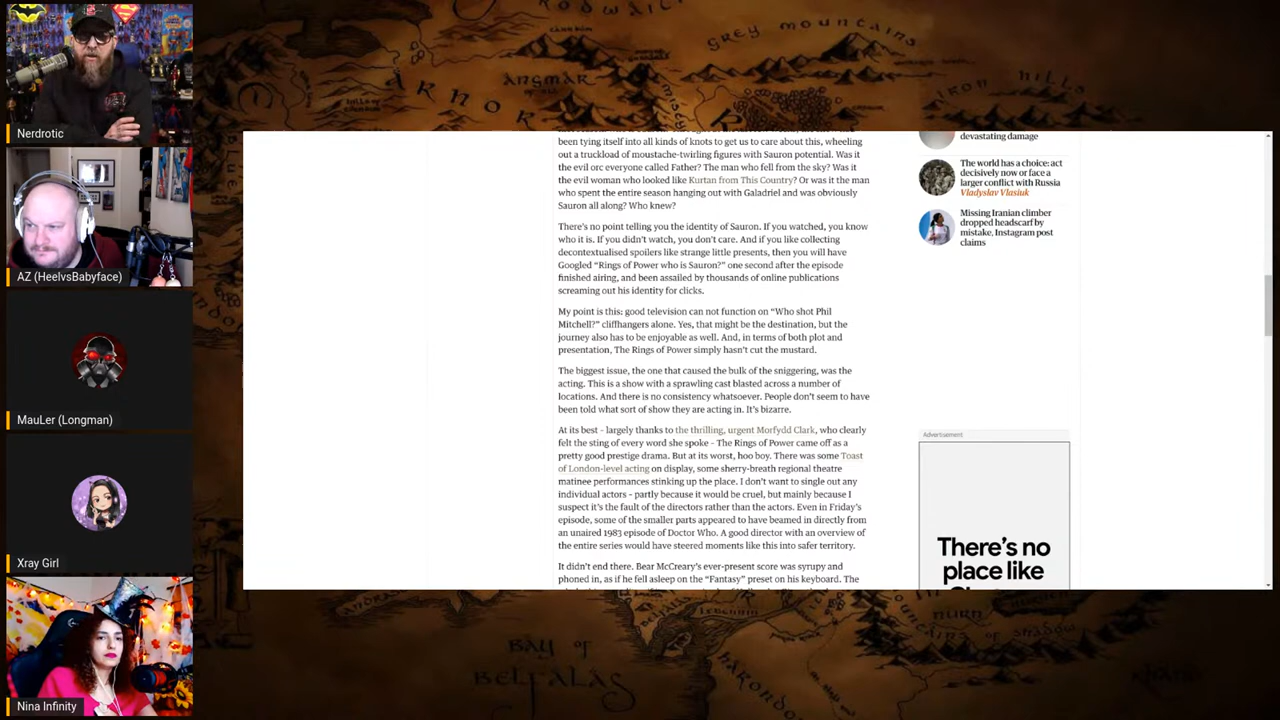 GREY MOUNTAINS
ANGMAR
ARNOR
IRON HILLS
Nerdrotic
AZ (HeelvsBabyface)
MauLer (Longman)
Xray Girl
Nina Infinity
been tying itself into all kinds of knots to get us to care about this, wheeling
out a truckload of moustache-twirling figures with Sauron potential. Was it
the evil orc everyone called Father? The man who fell from the sky? Was it
the evil woman who looked like Kurtan from This Country? Or was it the man
who spent the entire season hanging out with Galadriel and was obviously
Sauron all along? Who knew?
There's no point telling you the identity of Sauron. If you watched, you know
who it is. If you didn't watch, you don't care. And if you like collecting
decontextualised spoilers like strange little presents, then you will have
Googled “Rings of Power who is Sauron?” one second after the episode
finished airing, and been assailed by thousands of online publications
screaming out his identity for clicks.
My point is this: good television can not function on “Who shot Phil
Mitchell?” cliffhangers alone. Yes, that might be the destination, but the
journey also has to be enjoyable as well. And, in terms of both plot and
presentation, The Rings of Power simply hasn't cut the mustard.
The biggest issue, the one that caused the bulk of the sniggering, was the
acting. This is a show with a sprawling cast blasted across a number of
locations. And there is no consistency whatsoever. People don't seem to have
been told what sort of show they are acting in. It's bizarre.
At its best – largely thanks to the thrilling, urgent Morfydd Clark, who clearly
felt the sting of every word she spoke – The Rings of Power came off as a
pretty good prestige drama. But at its worst, hoo boy. There was some Toast
of London-level acting on display, some sherry-breath regional theatre
matinee performances stinking up the place. I don't want to single out any
individual actors – partly because it would be cruel, but mainly because I
suspect it's the fault of the directors rather than the actors. Even in Friday's
episode, some of the smaller parts appeared to have beamed in directly from
an unaired 1983 episode of Doctor Who. A good director with an overview of
the entire series would have steered moments like this into safer territory.
It didn't end there. Bear McCreary's ever-present score was syrupy and
phoned in, as if he fell asleep on the “Fantasy” preset on his keyboard. The
devastating damage
The world has a choice: act
decisively now or face a
larger conflict with Russia
Vladyslav Vlasiuk
Missing Iranian climber
dropped headscarf by
mistake, Instagram post
claims
Advertisement
There's no
place like
BAY OF
BELFALAS